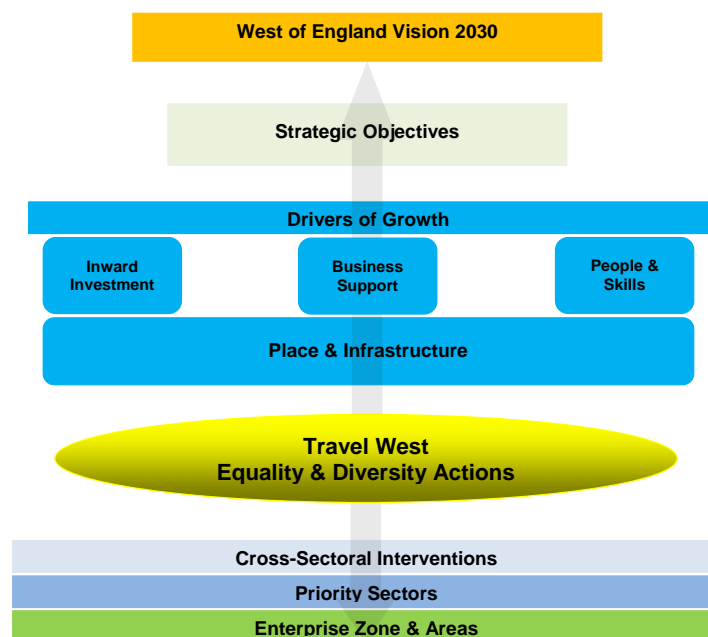 West of England Vision 2030
Strategic Objectives
Drivers of Growth
Inward
Investment
Business
Support
People &
Skills
Place & Infrastructure
Travel West
Equality & Diversity Actions
Cross-Sectoral Interventions
Priority Sectors
Enterprise Zone & Areas